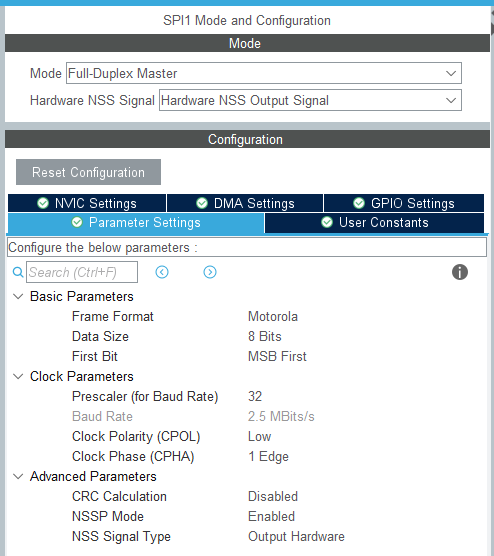 SPI1 Mode and Configuration
Mode
Mode Full-Duplex Master
Hardware NSS Signal Hardware NSS Output Signal
Configuration
Reset Configuration
NVIC Settings DMA Settings GPIO Settings
Parameter Settings User Constants
Configure the below parameters :
Search (Ctrl+F)
Basic Parameters
Frame Format Motorola
Data Size 8 Bits
First Bit MSB First
Clock Parameters
Prescaler (for Baud Rate) 32
Baud Rate 2.5 MBits/s
Clock Polarity (CPOL) Low
Clock Phase (CPHA) 1 Edge
Advanced Parameters
CRC Calculation Disabled
NSSP Mode Enabled
NSS Signal Type Output Hardware